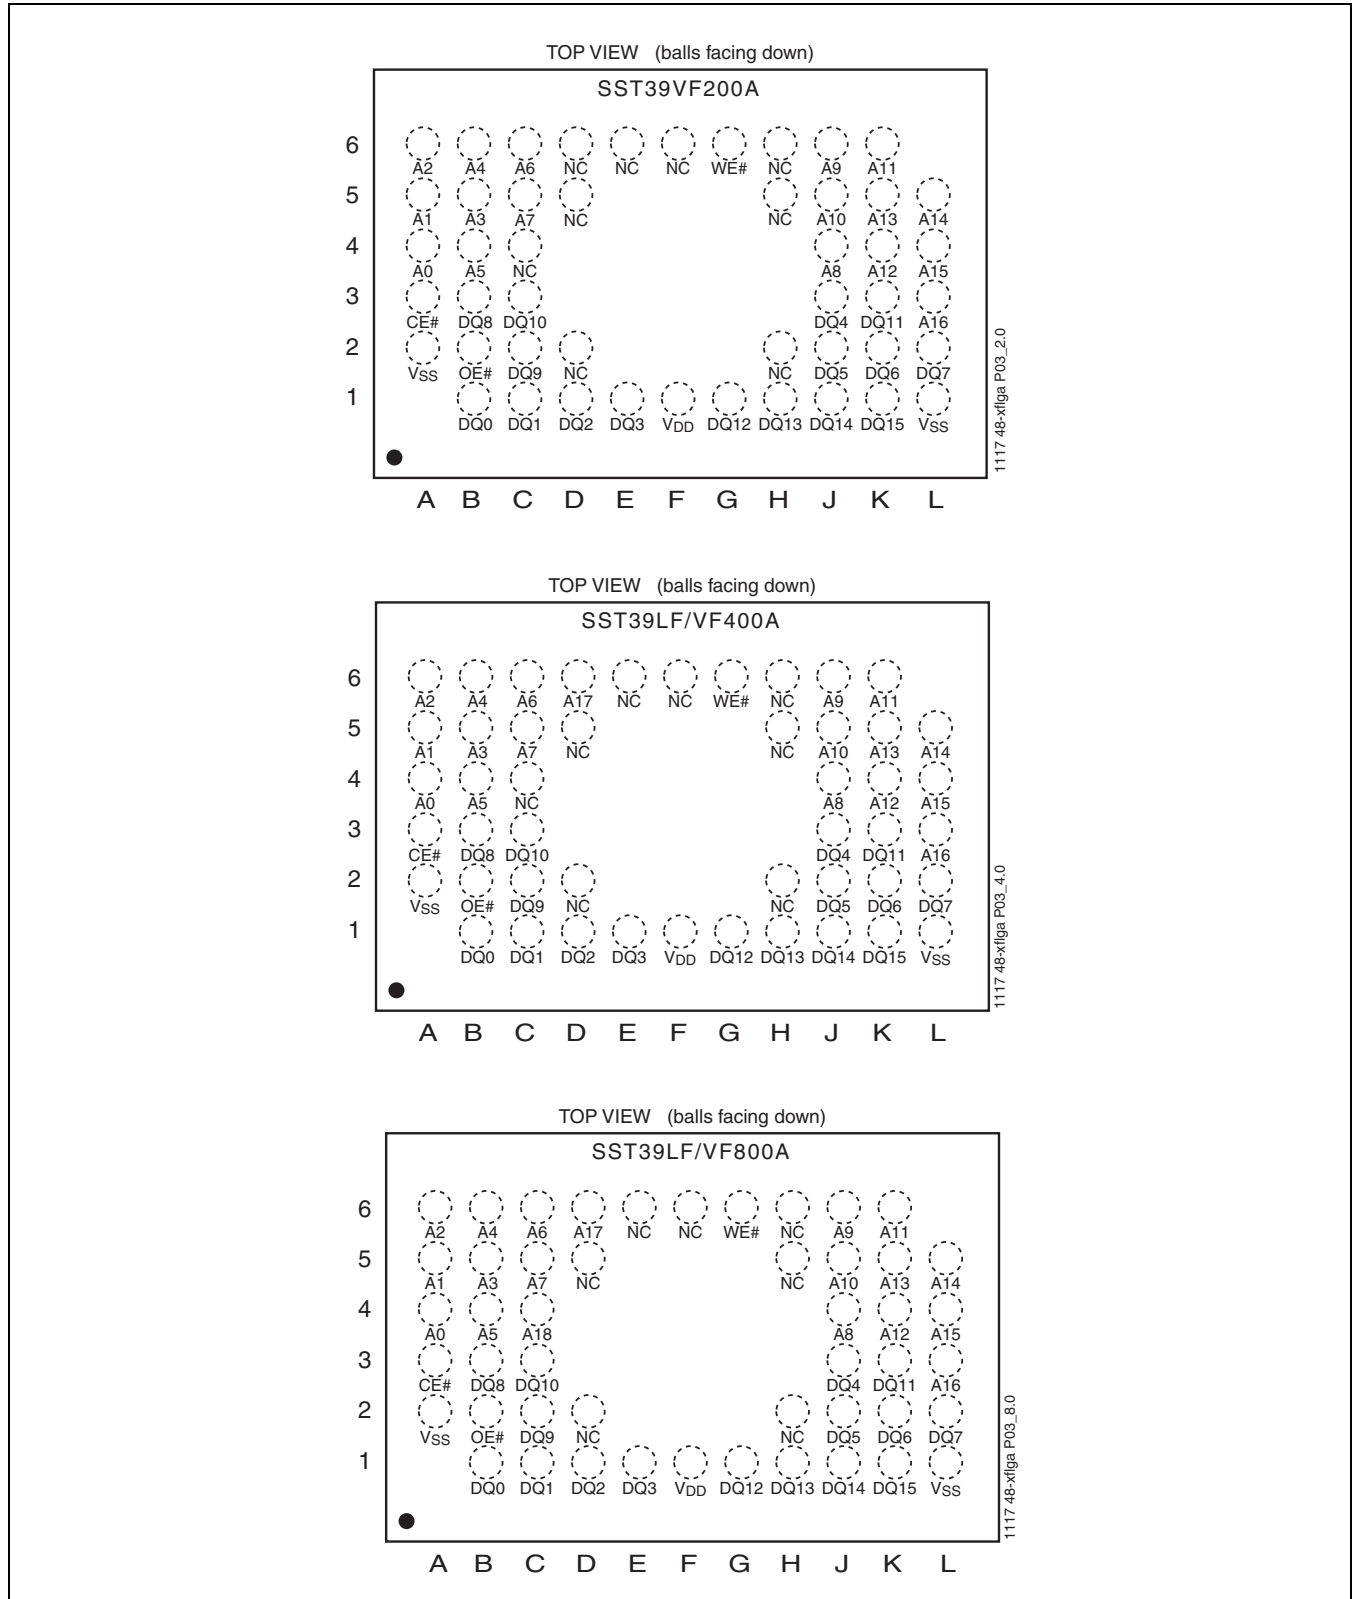 TOP VIEW (balls facing down)
SST39VF200A
6
A2 A4 A6 NC NC NC WE# NC A9 A11
5
A1 A3 A7 NC NC A10 A13 A14
4
A0 A5 NC A8 A12 A15
3
CE# DQ8 DQ10 DQ4 DQ11 A16
2
VSS OE# DQ9 NC NC DQ5 DQ6 DQ7
1
DQ0 DQ1 DQ2 DQ3 VDD DQ12 DQ13 DQ14 DQ15 VSS
1117 48-xflga P03_2.0
A B C D E F G H J K L
TOP VIEW (balls facing down)
SST39LF/VF400A
6
A2 A4 A6 A17 NC NC WE# NC A9 A11
5
A1 A3 A7 NC NC A10 A13 A14
4
A0 A5 NC A8 A12 A15
3
CE# DQ8 DQ10 DQ4 DQ11 A16
2
VSS OE# DQ9 NC NC DQ5 DQ6 DQ7
1
DQ0 DQ1 DQ2 DQ3 VDD DQ12 DQ13 DQ14 DQ15 VSS
1117 48-xflga P03_4.0
A B C D E F G H J K L
TOP VIEW (balls facing down)
SST39LF/VF800A
6
A2 A4 A6 A17 NC NC WE# NC A9 A11
5
A1 A3 A7 NC NC A10 A13 A14
4
A0 A5 A18 A8 A12 A15
3
CE# DQ8 DQ10 DQ4 DQ11 A16
2
VSS OE# DQ9 NC NC DQ5 DQ6 DQ7
1
DQ0 DQ1 DQ2 DQ3 VDD DQ12 DQ13 DQ14 DQ15 VSS
1117 48-xflga P03_8.0
A B C D E F G H J K L